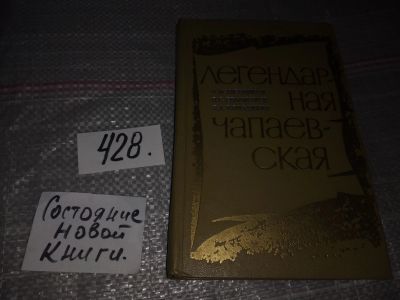 ЛЕГЕНДАР-
НАЯ
ЧАПАЕВ-
СКАЯ
428.
Состояние
новой
книги.